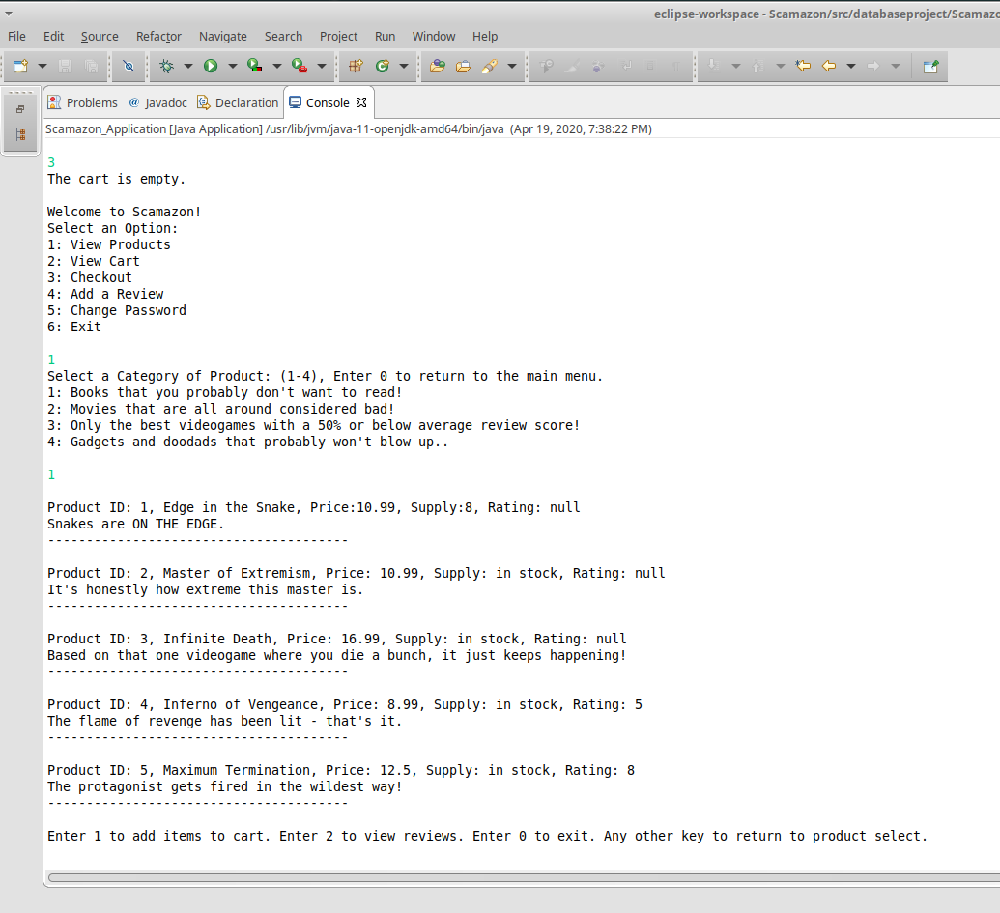 eclipse-workspace - Scamazon/src/databaseproject/Scamazo
File Edit Source Refactor Navigate Search Project Run Window Help
Problems @ Javadoc Declaration Console
Scamazon_Application [Java Application] /usr/lib/jvm/java-11-openjdk-amd64/bin/java (Apr 19, 2020, 7:38:22 PM)
3
The cart is empty.
Welcome to Scamazon!
Select an Option:
1: View Products
2: View Cart
3: Checkout
4: Add a Review
5: Change Password
6: Exit
1
Select a Category of Product: (1-4), Enter 0 to return to the main menu.
1: Books that you probably don't want to read!
2: Movies that are all around considered bad!
3: Only the best videogames with a 50% or below average review score!
4: Gadgets and doodads that probably won't blow up..
1
Product ID: 1, Edge in the Snake, Price:10.99, Supply:8, Rating: null
Snakes are ON THE EDGE.
---------------------------------------
Product ID: 2, Master of Extremism, Price: 10.99, Supply: in stock, Rating: null
It's honestly how extreme this master is.
---------------------------------------
Product ID: 3, Infinite Death, Price: 16.99, Supply: in stock, Rating: null
Based on that one videogame where you die a bunch, it just keeps happening!
---------------------------------------
Product ID: 4, Inferno of Vengeance, Price: 8.99, Supply: in stock, Rating: 5
The flame of revenge has been lit - that's it.
---------------------------------------
Product ID: 5, Maximum Termination, Price: 12.5, Supply: in stock, Rating: 8
The protagonist gets fired in the wildest way!
---------------------------------------
Enter 1 to add items to cart. Enter 2 to view reviews. Enter 0 to exit. Any other key to return to product select.